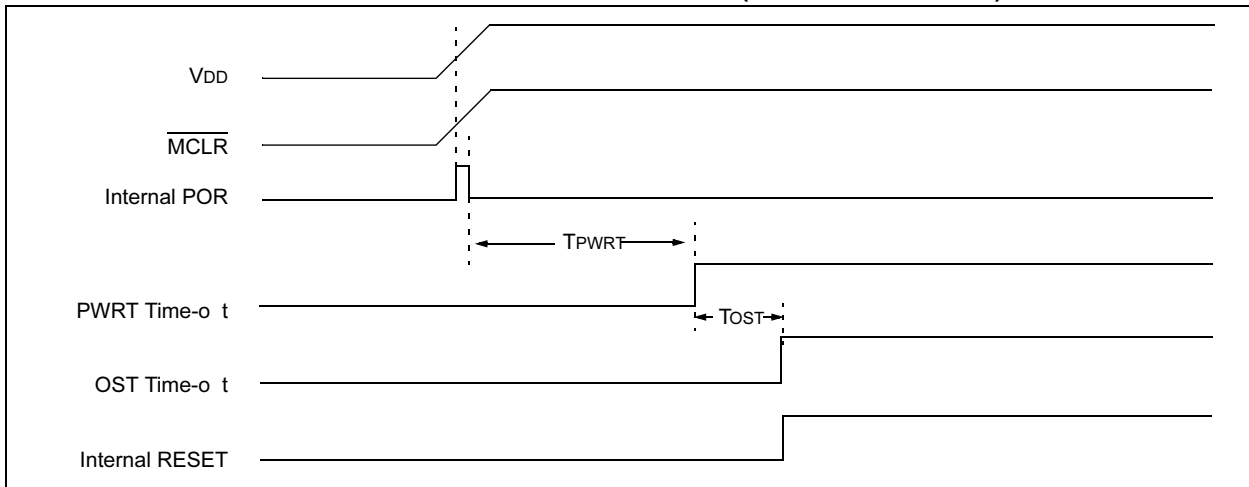 VDD
MCLR
Internal POR
TPWRT
PWRT Time-o t
TOST
OST Time-o t
Internal RESET